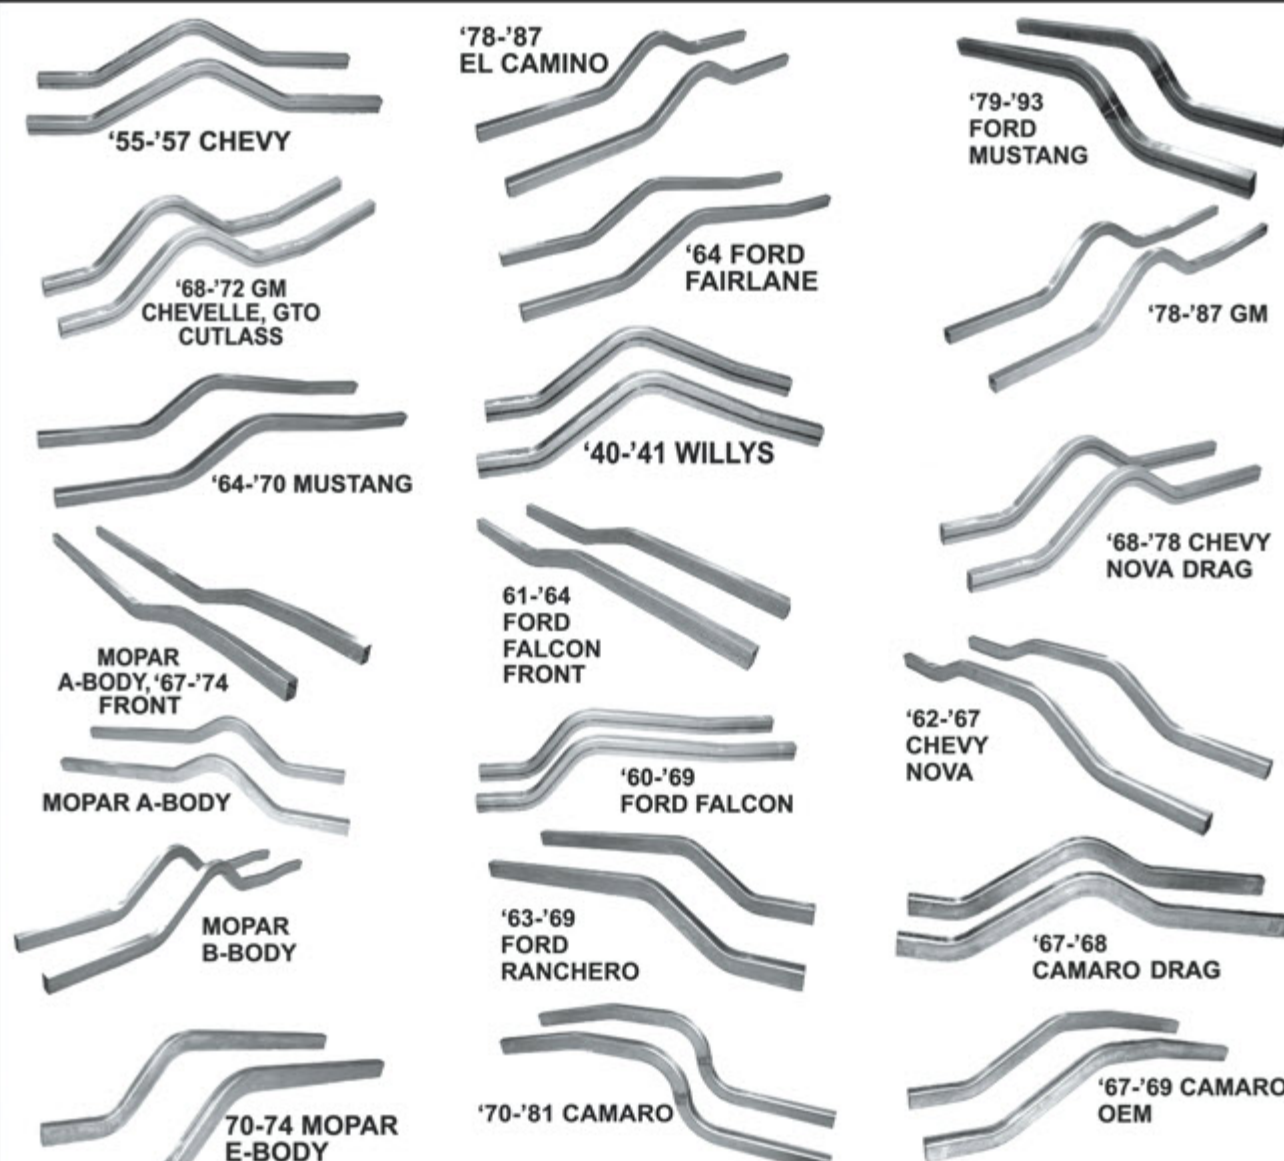 ‘55-’57 CHEVY
‘68-’72 GM
CHEVELLE, GTO
CUTLASS
‘64-’70 MUSTANG
MOPAR
A-BODY,‘67-’74
FRONT
MOPAR A-BODY
MOPAR
B-BODY
70-74 MOPAR
E-BODY
‘78-’87
EL CAMINO
‘64 FORD
FAIRLANE
‘40-’41 WILLYS
61-’64
FORD
FALCON
FRONT
‘60-’69
FORD FALCON
‘63-’69
FORD
RANCHERO
‘70-’81 CAMARO
‘79-’93
FORD
MUSTANG
‘78-’87 GM
‘68-’78 CHEVY
NOVA DRAG
‘62-’67
CHEVY
NOVA
‘67-’68
CAMARO DRAG
‘67-’69 CAMARO
OEM